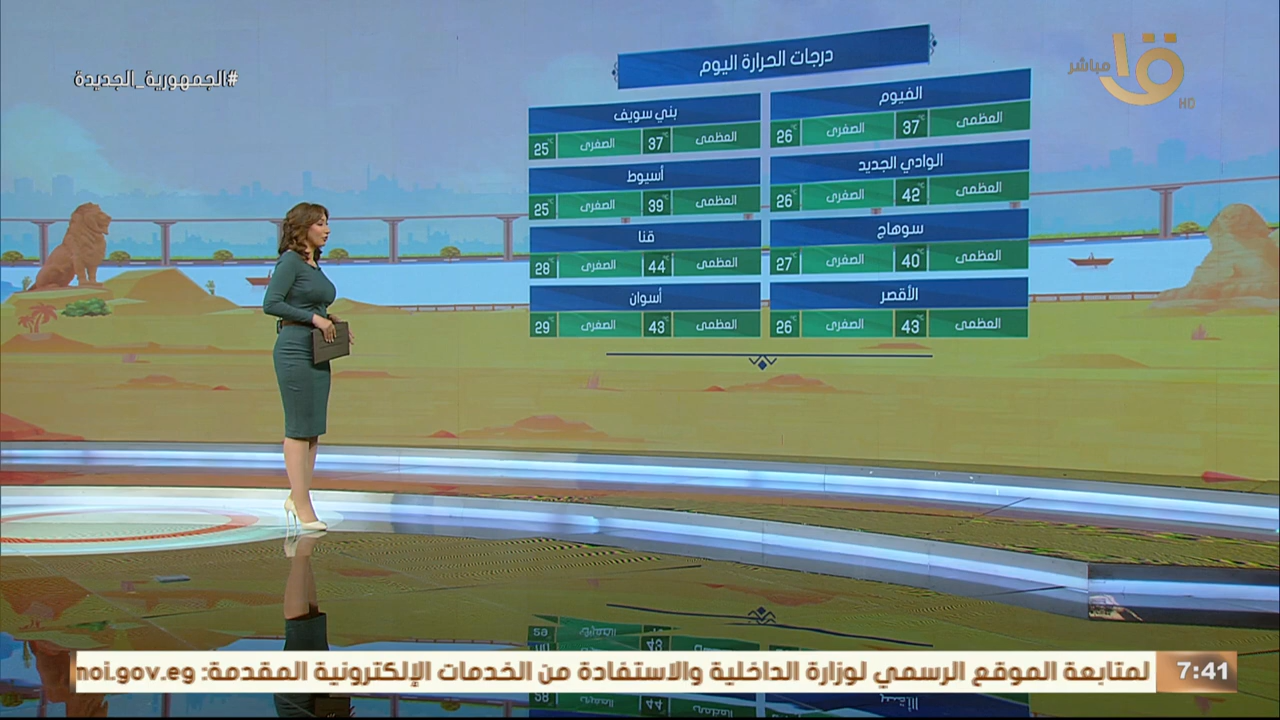 #الجمهورية_الجديدة
مباشر
HD
درجات الحرارة اليوم
الفيوم
العظمى 37°C الصغرى 26°C
بني سويف
العظمى 37°C الصغرى 25°C
الوادي الجديد
العظمى 42°C الصغرى 26°C
أسيوط
العظمى 39°C الصغرى 25°C
سوهاج
العظمى 40°C الصغرى 27°C
قنا
العظمى 44°C الصغرى 28°C
الأقصر
العظمى 43°C الصغرى 26°C
أسوان
العظمى 43°C الصغرى 29°C
7:41
لمتابعة الموقع الرسمي لوزارة الداخلية والاستفادة من الخدمات الإلكترونية المقدمة: moi.gov.eg